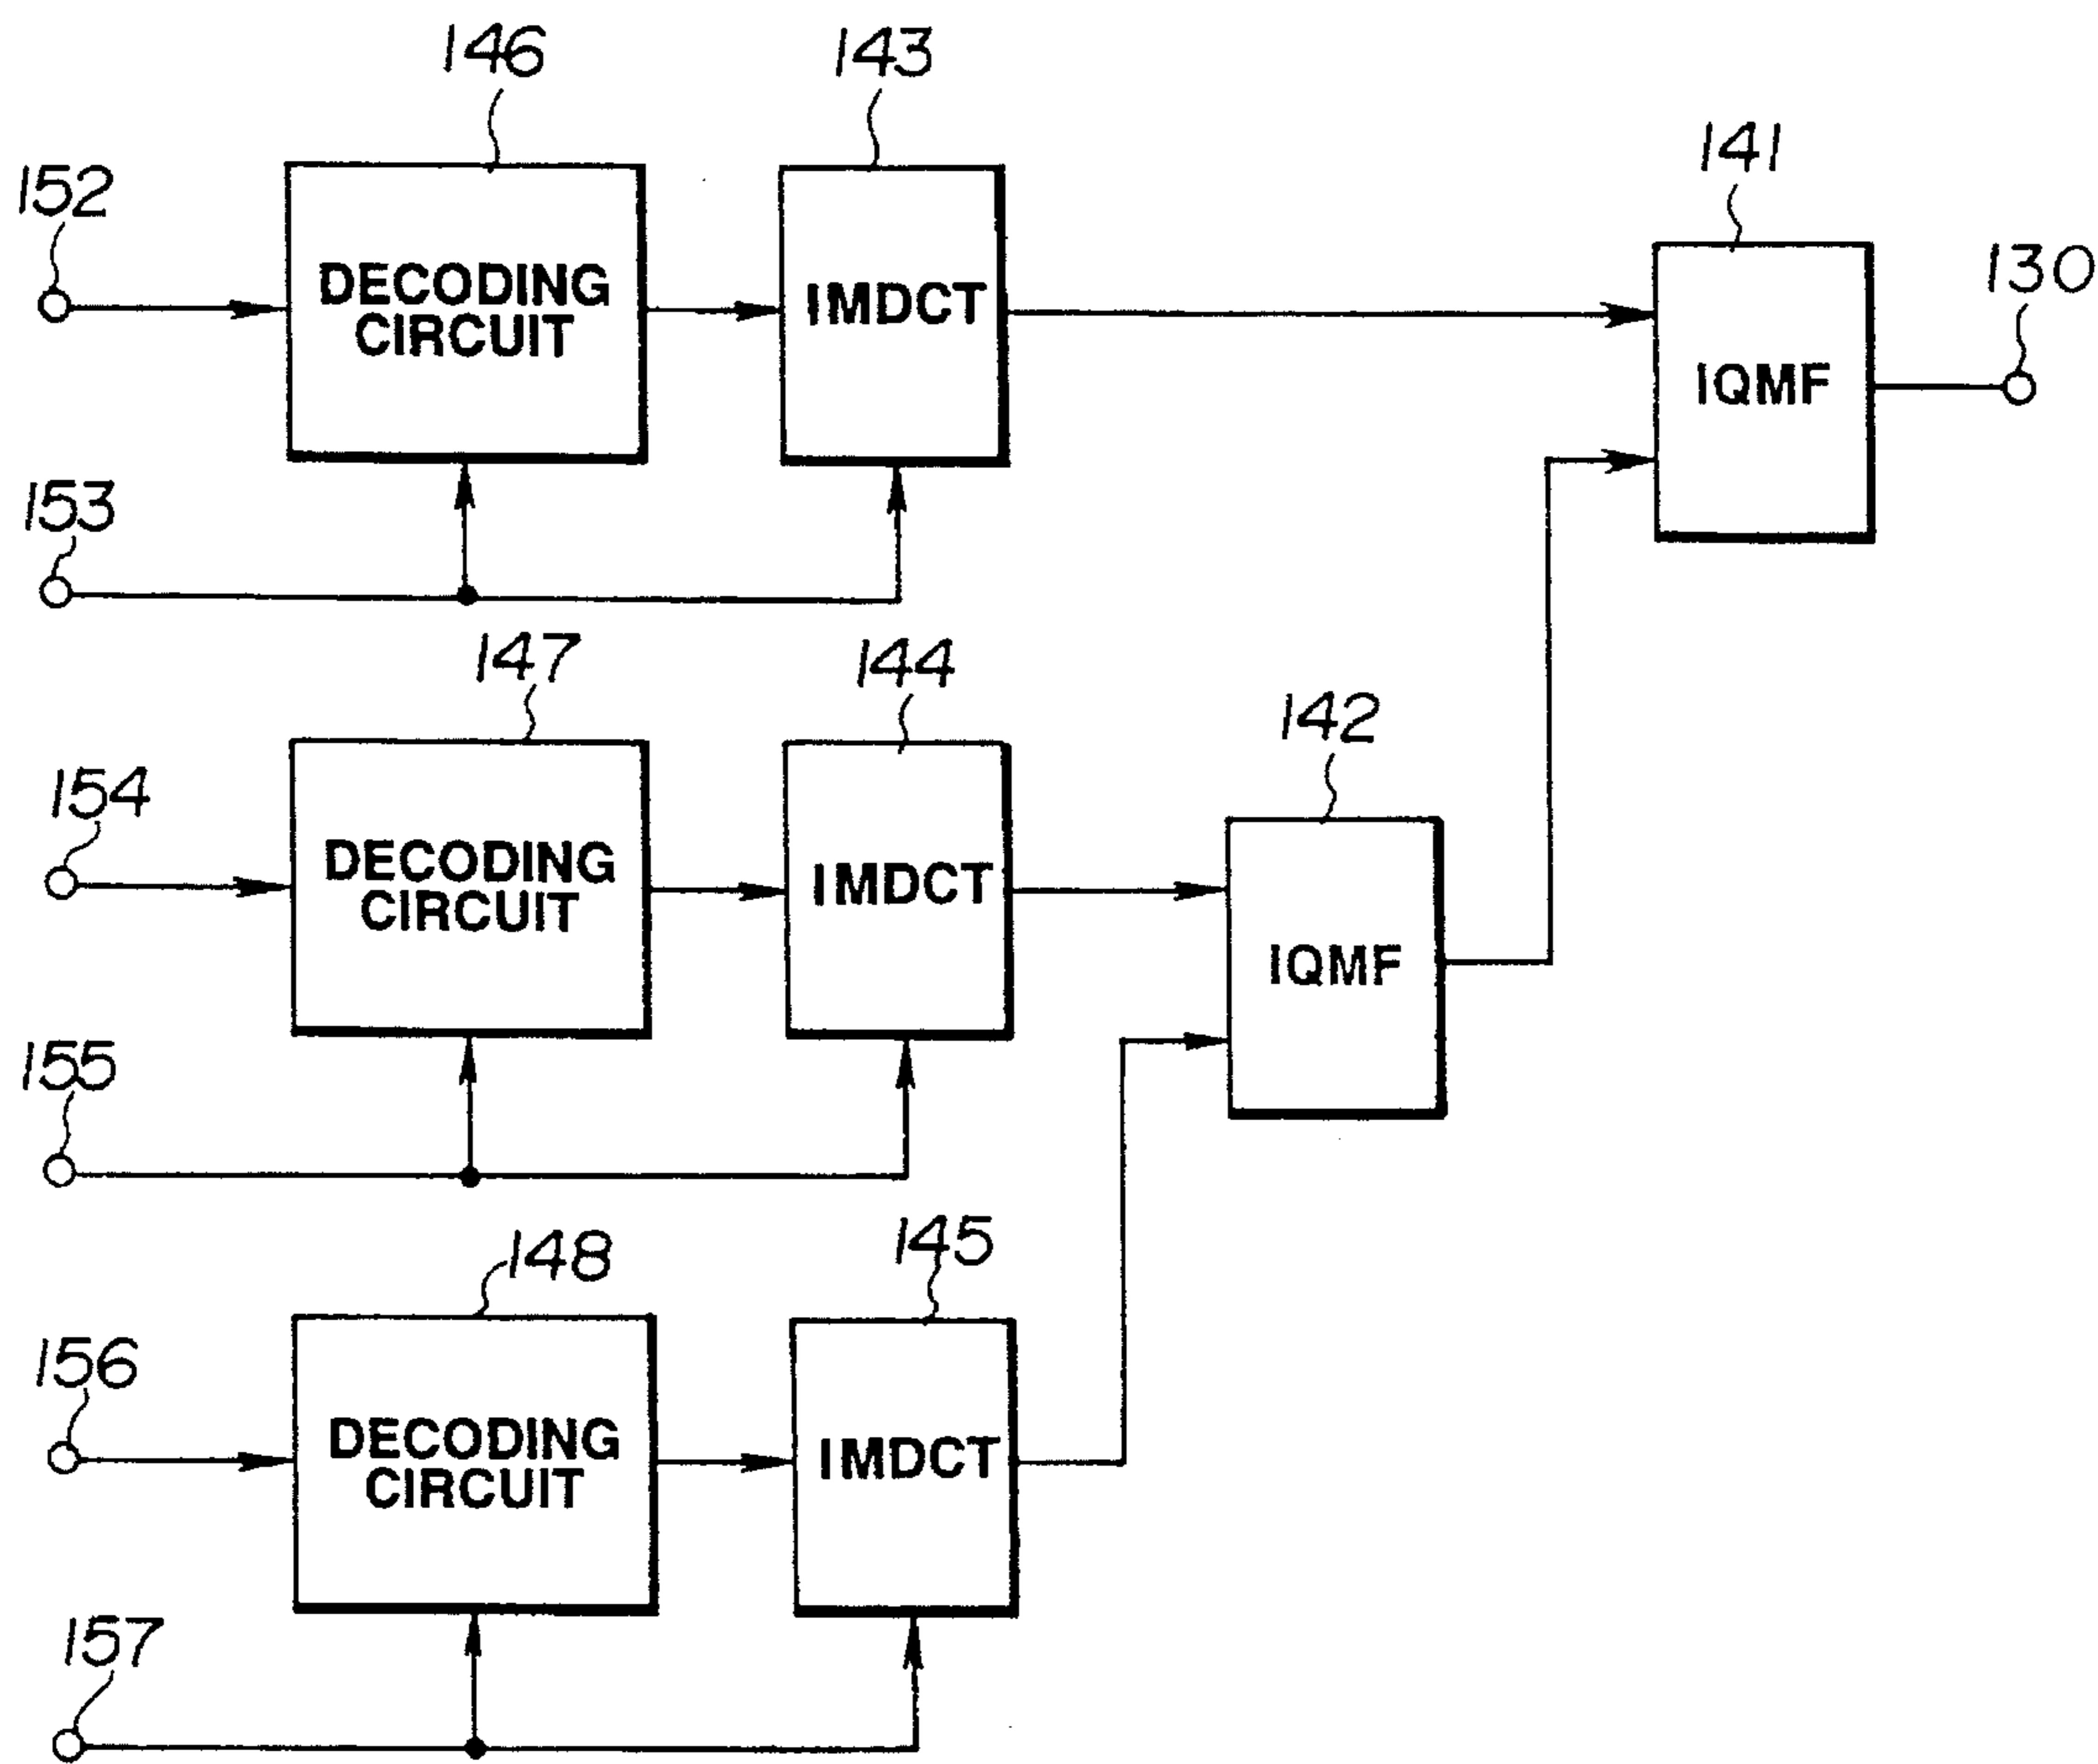 146
143
141
152
DECODING
CIRCUIT
IMDCT
130
IQMF
153
147
144
142
154
DECODING
CIRCUIT
IMDCT
IQMF
155
148
145
156
DECODING
CIRCUIT
IMDCT
157